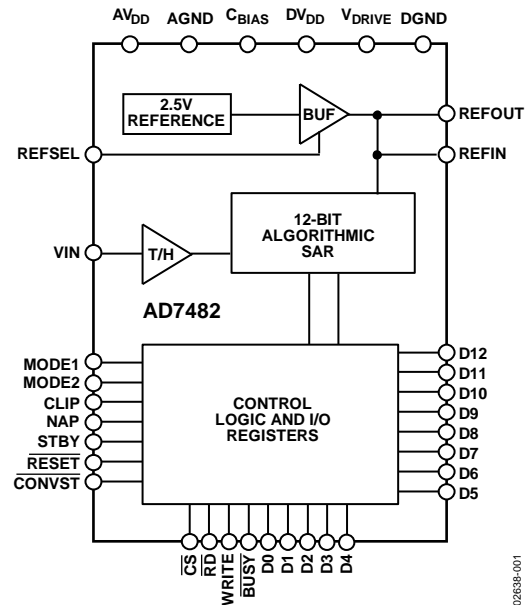 AVDD AGND CBIAS DVDD VDRIVE DGND
2.5V
REFERENCE
BUF
REFOUT
REFSEL
REFIN
12-BIT
ALGORITHMIC
SAR
VIN
T/H
AD7482
MODE1
MODE2
CLIP
NAP
STBY
RESET
CONVST
CONTROL
LOGIC AND I/O
REGISTERS
D12
D11
D10
D9
D8
D7
D6
D5
CS
RD
WRITE
BUSY
D0
D1
D2
D3
D4
02638-001